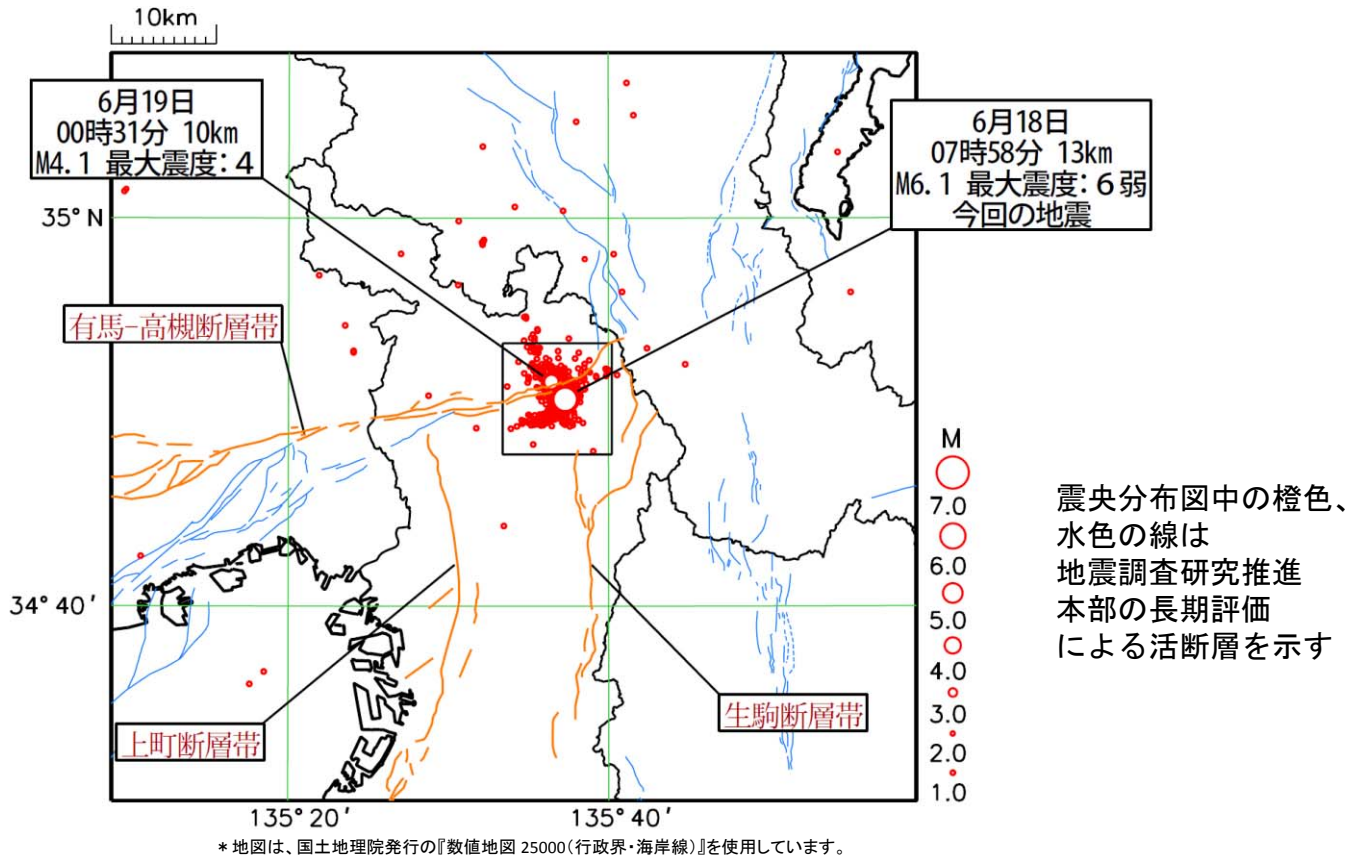 10km
6月19日
00時31分 10km
M4.1 最大震度:4
6月18日
07時58分 13km
M6.1 最大震度:6弱
今回の地震
35°N
有馬−高槻断層帯
M
7.0
6.0
5.0
4.0
3.0
2.0
1.0
震央分布図中の橙色、
水色の線は
地震調査研究推進
本部の長期評価
による活断層を示す
34°40′
生駒断層帯
上町断層帯
135°20′
135°40′
*地図は、国土地理院発行の『数値地図25000(行政界・海岸線)』を使用しています。